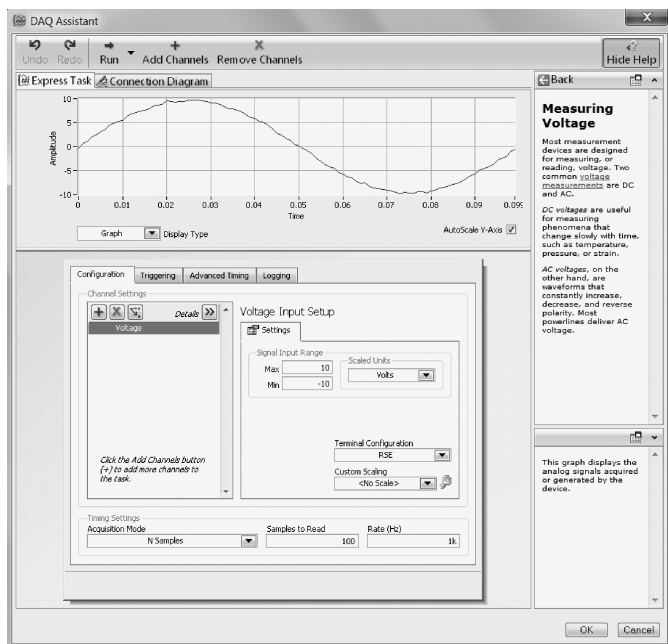 DAQ Assistant
X
Undo Redo Run Add Channels Remove Channels Hide Help
Express Task Connection Diagram
Back
10
5
0
-5
-10
Amplitude
0 0.01 0.02 0.03 0.04 0.05 0.06 0.07 0.08 0.09 0.099
Time
Graph Display Type AutoScale Y-Axis
Measuring
Voltage
Most measurement
devices are designed
for measuring, or
reading, voltage. Two
common voltage
measurements are DC
and AC.
DC voltages are useful
for measuring
phenomena that
change slowly with time,
such as temperature,
pressure, or strain.
AC voltages, on the
other hand, are
waveforms that
constantly increase,
decrease, and reverse
polarity. Most
powerlines deliver AC
voltage.
Configuration Triggering Advanced Timing Logging
Channel Settings
Details
Voltage
Click the Add Channels button
(+) to add more channels to
the task.
Voltage Input Setup
Settings
Signal Input Range
Max 10
Min -10
Scaled Units
Volts
Terminal Configuration
RSE
Custom Scaling
<No Scale>
Timing Settings
Acquisition Mode Samples to Read Rate (Hz)
N Samples 100 1k
This graph displays the
analog signals acquired
or generated by the
device.
OK Cancel